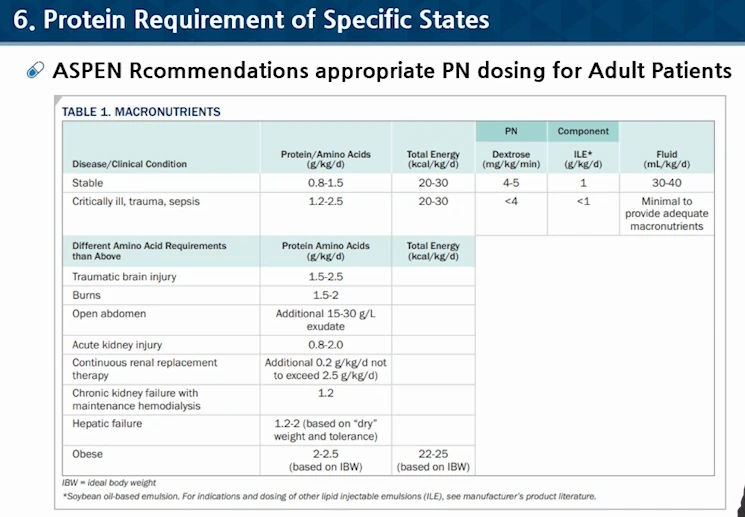 6. Protein Requirement of Specific States
ASPEN Rcommendations appropriate PN dosing for Adult Patients
TABLE 1. MACRONUTRIENTS
PN Component
Disease/Clinical Condition Protein/Amino Acids (g/kg/d) Total Energy (kcal/kg/d) Dextrose (mg/kg/min) ILE* (g/kg/d) Fluid (mL/kg/d)
Stable 0.8-1.5 20-30 4-5 1 30-40
Critically ill, trauma, sepsis 1.2-2.5 20-30 <4 <1 Minimal to
provide adequate
macronutrients
Different Amino Acid Requirements than Above Protein Amino Acids (g/kg/d) Total Energy (kcal/kg/d)
Traumatic brain injury 1.5-2.5
Burns 1.5-2
Open abdomen Additional 15-30 g/L
exudate
Acute kidney injury 0.8-2.0
Continuous renal replacement therapy Additional 0.2 g/kg/d not to exceed 2.5 g/kg/d)
Chronic kidney failure with maintenance hemodialysis 1.2
Hepatic failure 1.2-2 (based on "dry"
weight and tolerance)
Obese 2-2.5 (based on IBW) 22-25 (based on IBW)
IBW = ideal body weight
*Soybean oil-based emulsion. For indications and dosing of other lipid injectable emulsions (ILE), see manufacturer's product literature.